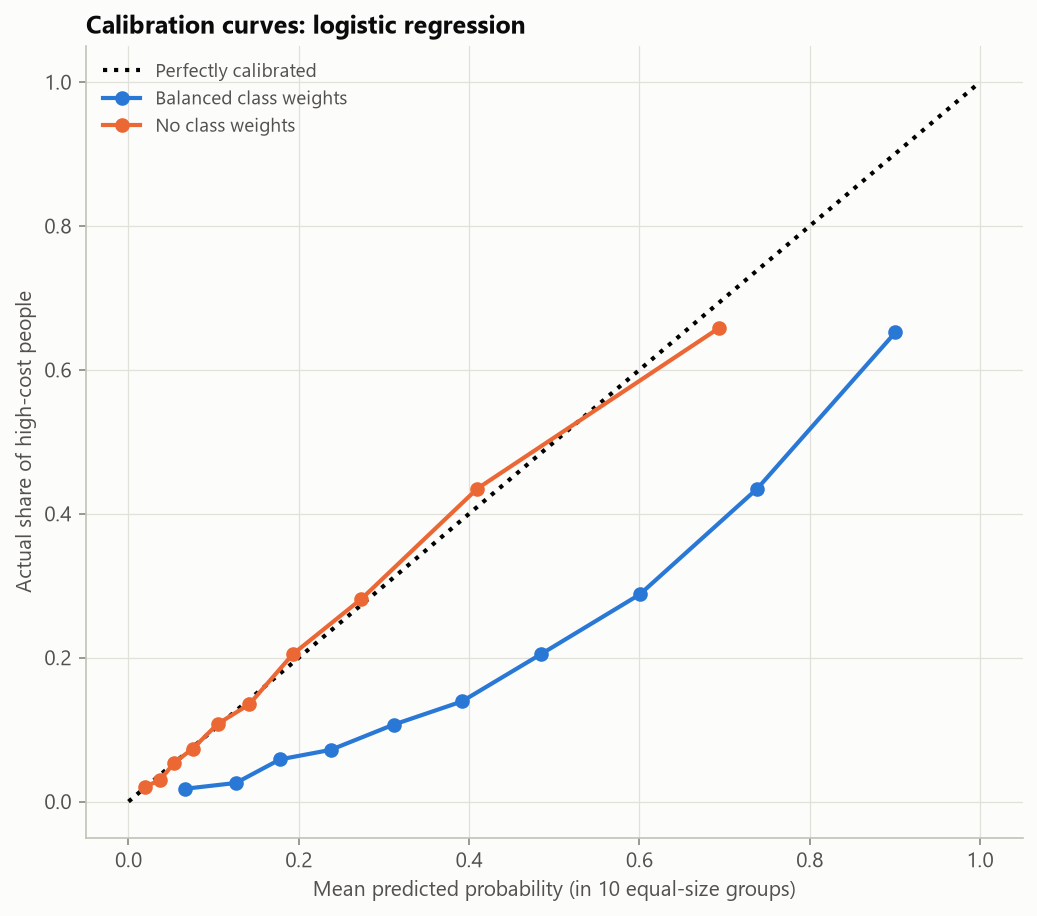 Calibration curves: logistic regression
Perfectly calibrated
Balanced class weights
No class weights
1.0
0.8
0.6
0.4
0.2
0.0
Actual share of high-cost people
0.0 0.2 0.4 0.6 0.8 1.0
Mean predicted probability (in 10 equal-size groups)